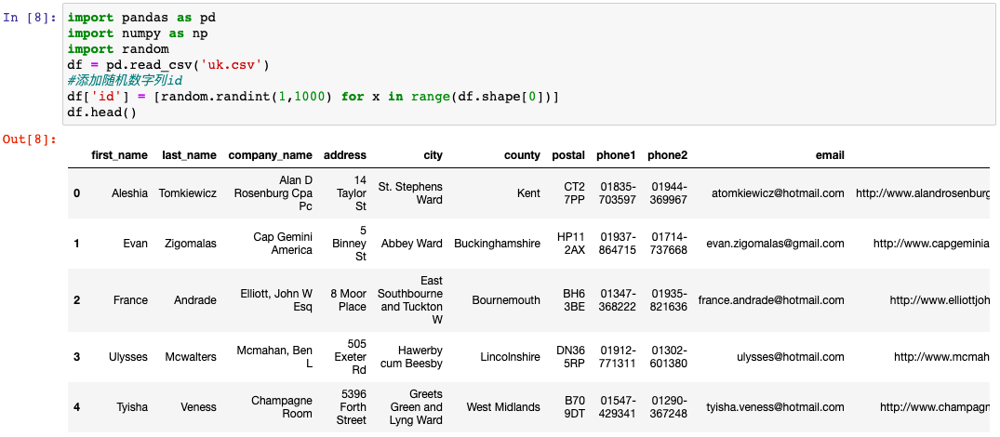 In [8]: import pandas as pd
import numpy as np
import random
df = pd.read_csv('uk.csv')
#添加随机数字列id
df['id'] = [random.randint(1,1000) for x in range(df.shape[0])]
df.head()
Out[8]:
first_name last_name company_name address city county postal phone1 phone2 email
0 Aleshia Tomkiewicz Alan D Rosenburg Cpa Pc 14 Taylor St St. Stephens Ward Kent CT2 7PP 01835-703597 01944-369967 atomkiewicz@hotmail.com http://www.alandrosenburg
1 Evan Zigomalas Cap Gemini America 5 Binney St Abbey Ward Buckinghamshire HP11 2AX 01937-864715 01714-737668 evan.zigomalas@gmail.com http://www.capgeminia
2 France Andrade Elliott, John W Esq 8 Moor Place East Southbourne and Tuckton W Bournemouth BH6 3BE 01347-368222 01935-821636 france.andrade@hotmail.com http://www.elliottjoh
3 Ulysses Mcwalters Mcmahan, Ben L 505 Exeter Rd Hawerby cum Beesby Lincolnshire DN36 5RP 01912-771311 01302-601380 ulysses@hotmail.com http://www.mcmah
4 Tyisha Veness Champagne Room 5396 Forth Street Greets Green and Lyng Ward West Midlands B70 9DT 01547-429341 01290-367248 tyisha.veness@hotmail.com http://www.champagn